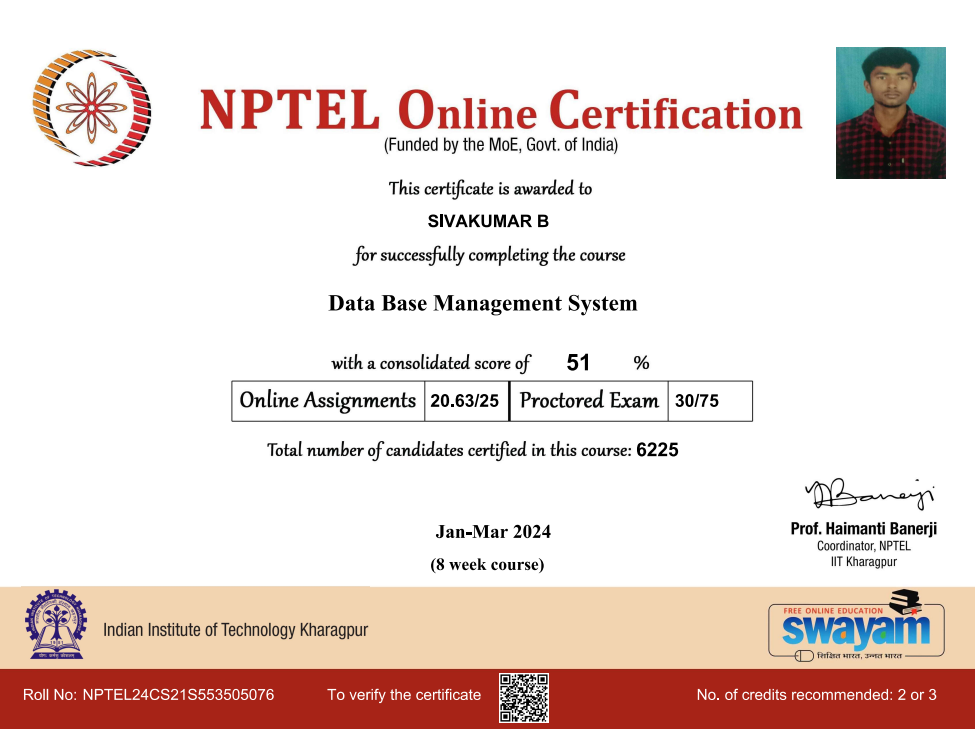 NPTEL Online Certification
(Funded by the MoE, Govt. of India)
This certificate is awarded to
SIVAKUMAR B
for successfully completing the course
Data Base Management System
with a consolidated score of 51 %
Online Assignments 20.63/25 Proctored Exam 30/75
Total number of candidates certified in this course: 6225
Jan-Mar 2024
(8 week course)
Prof. Haimanti Banerji
Coordinator, NPTEL
IIT Kharagpur
Indian Institute of Technology Kharagpur
FREE ONLINE EDUCATION
swayam
शिक्षित भारत, उन्नत भारत
Roll No: NPTEL24CS21S553505076 To verify the certificate No. of credits recommended: 2 or 3